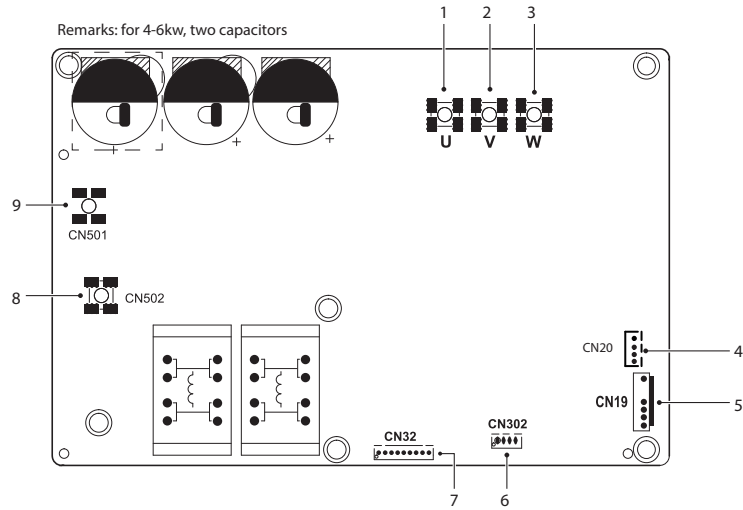 1 2 3
Remarks: for 4-6kw, two capacitors
U V W
9
CN501
8 CN502
CN20 4
CN19 5
CN32 CN302
7 6